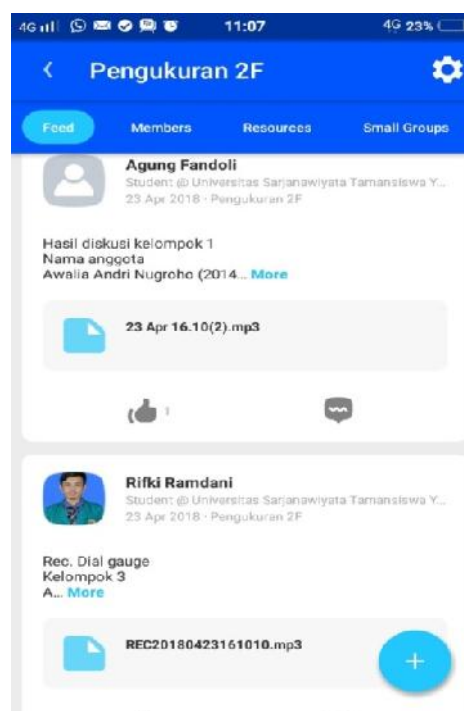 4G 11:07 4G 23%
Pengukuran 2F
Feed Members Resources Small Groups
Agung Fandoli
Student @ Universitas Sarjanawiyata Tamansiswa Y...
23 Apr 2018 · Pengukuran 2F
Hasil diskusi kelompok 1
Nama anggota
Awalia Andri Nugroho (2014... More
23 Apr 16.10(2).mp3
1
Rifki Ramdani
Student @ Universitas Sarjanawiyata Tamansiswa Y...
23 Apr 2018 · Pengukuran 2F
Rec. Dial gauge
Kelompok 3
A... More
REC20180423161010.mp3